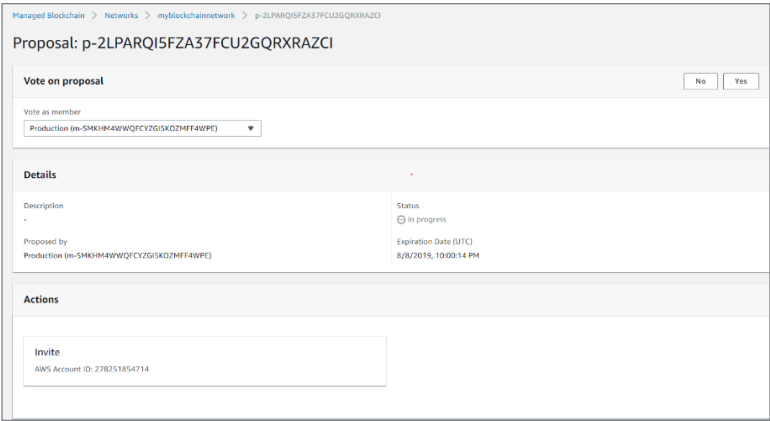 Managed Blockchain > Networks > myblockchainnetwork > p-2LPARQI5FZA37FCU2GQRXRAZCI
Proposal: p-2LPARQI5FZA37FCU2GQRXRAZCI
Vote on proposal
No Yes
Vote as member
Production (m-SMKHM4WWQFCYZGI5KOZMFF4WPE)
Details
Description Status
- In progress
Proposed by Expiration Date (UTC)
Production (m-SMKHM4WWQFCYZGI5KOZMFF4WPE) 8/8/2019, 10:00:14 PM
Actions
Invite
AWS Account ID: 278251854714